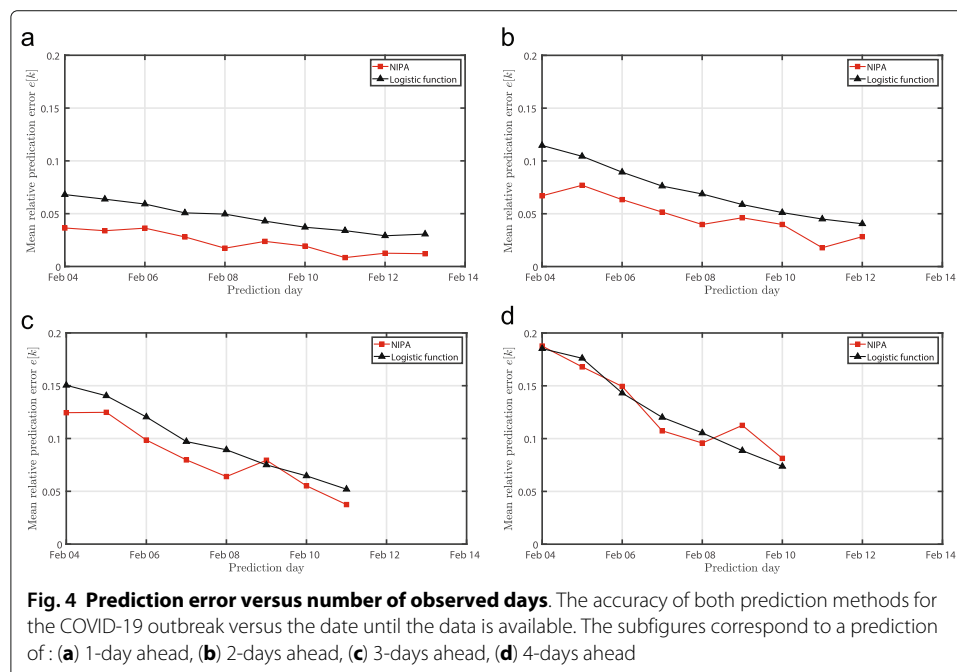 a
Mean relative predication error e[k]
0.2
0.15
0.1
0.05
0
NIPA
Logistic function
Feb 04
Feb 06
Feb 08
Feb 10
Feb 12
Feb 14
Prediction day
b
Mean relative predication error e[k]
0.2
0.15
0.1
0.05
0
NIPA
Logistic function
Feb 04
Feb 06
Feb 08
Feb 10
Feb 12
Feb 14
Prediction day
c
Mean relative predication error e[k]
0.2
0.15
0.1
0.05
0
NIPA
Logistic function
Feb 04
Feb 06
Feb 08
Feb 10
Feb 12
Feb 14
Prediction day
d
Mean relative predication error e[k]
0.2
0.15
0.1
0.05
0
NIPA
Logistic function
Feb 04
Feb 06
Feb 08
Feb 10
Feb 12
Feb 14
Prediction day
Fig. 4 Prediction error versus number of observed days. The accuracy of both prediction methods for
the COVID-19 outbreak versus the date until the data is available. The subfigures correspond to a prediction
of : (a) 1-day ahead, (b) 2-days ahead, (c) 3-days ahead, (d) 4-days ahead